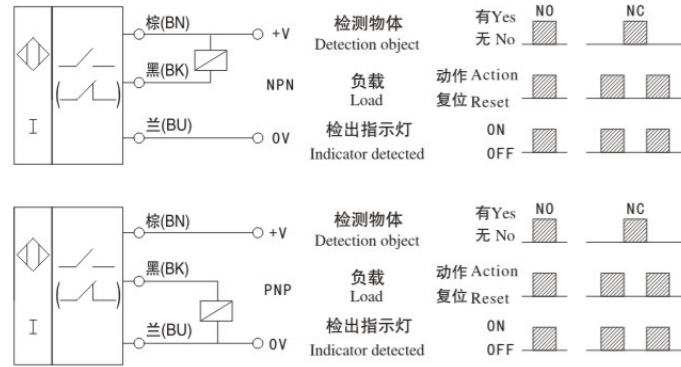 棕(BN) +V 检测物体 有Yes NO NC
Detection object 无 No
黑(BK) NPN 负载 动作 Action
Load 复位 Reset
I 兰(BU) 0V 检出指示灯 ON
Indicator detected OFF
棕(BN) +V 检测物体 有Yes NO NC
Detection object 无 No
黑(BK) PNP 负载 动作 Action
Load 复位 Reset
I 兰(BU) 0V 检出指示灯 ON
Indicator detected OFF